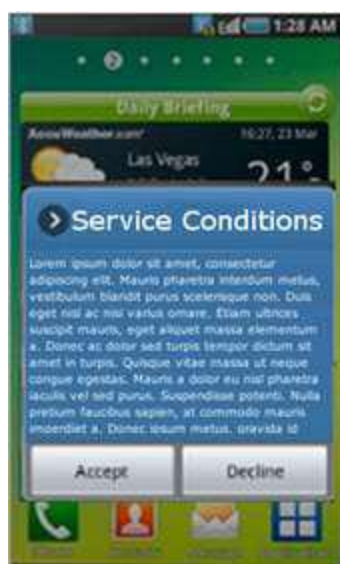 1:28 AM
Daily Briefing
AccuWeather.com
16:27, 23 Mar
Las Vegas
21°
Service Conditions
Lorem ipsum dolor sit amet, consectetur
adipiscing elit. Mauris pharetra interdum metus,
vestibulum blandit purus scelerisque non. Duis
eget nisl ac nisi varius ornare. Etiam ultrices
suscipit mauris, eget aliquet massa elementum
a. Donec ac dolor sed turpis tempor dictum sit
amet in turpis. Quisque vitae massa ut neque
congue egestas. Mauris a dolor eu nisl pharetra
iaculis vel sed purus. Suspendisse potenti. Nulla
pretium faucibus sapien, at commodo mauris
imperdiet a. Donec ipsum metus, gravida id
Accept
Decline